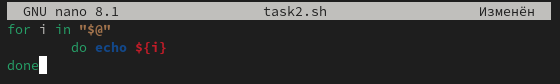 GNU nano 8.1 task2.sh Изменён
for i in "$@"
        do echo ${i}
done